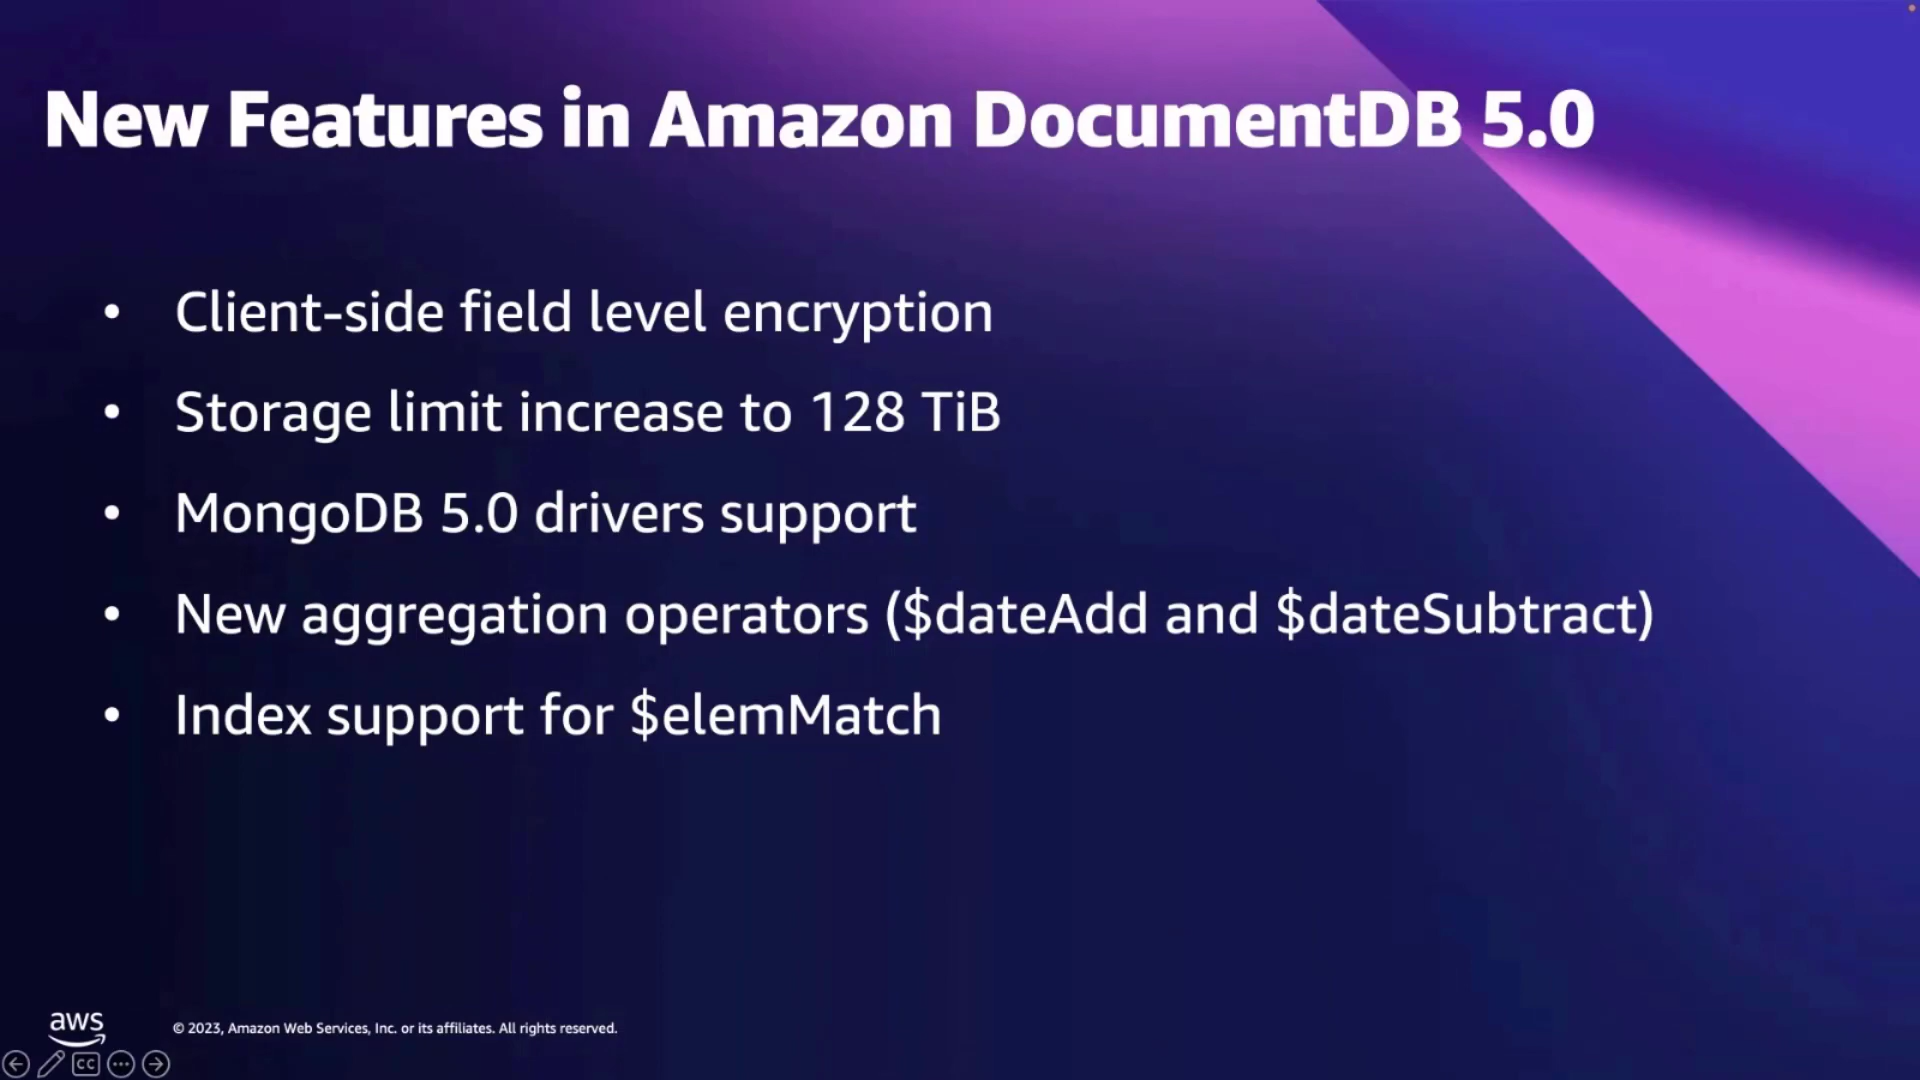 New Features in Amazon DocumentDB 5.0
• Client-side field level encryption
• Storage limit increase to 128 TiB
• MongoDB 5.0 drivers support
• New aggregation operators ($dateAdd and $dateSubtract)
• Index support for $elemMatch
aws
© 2023, Amazon Web Services, Inc. or its affiliates. All rights reserved.
CC